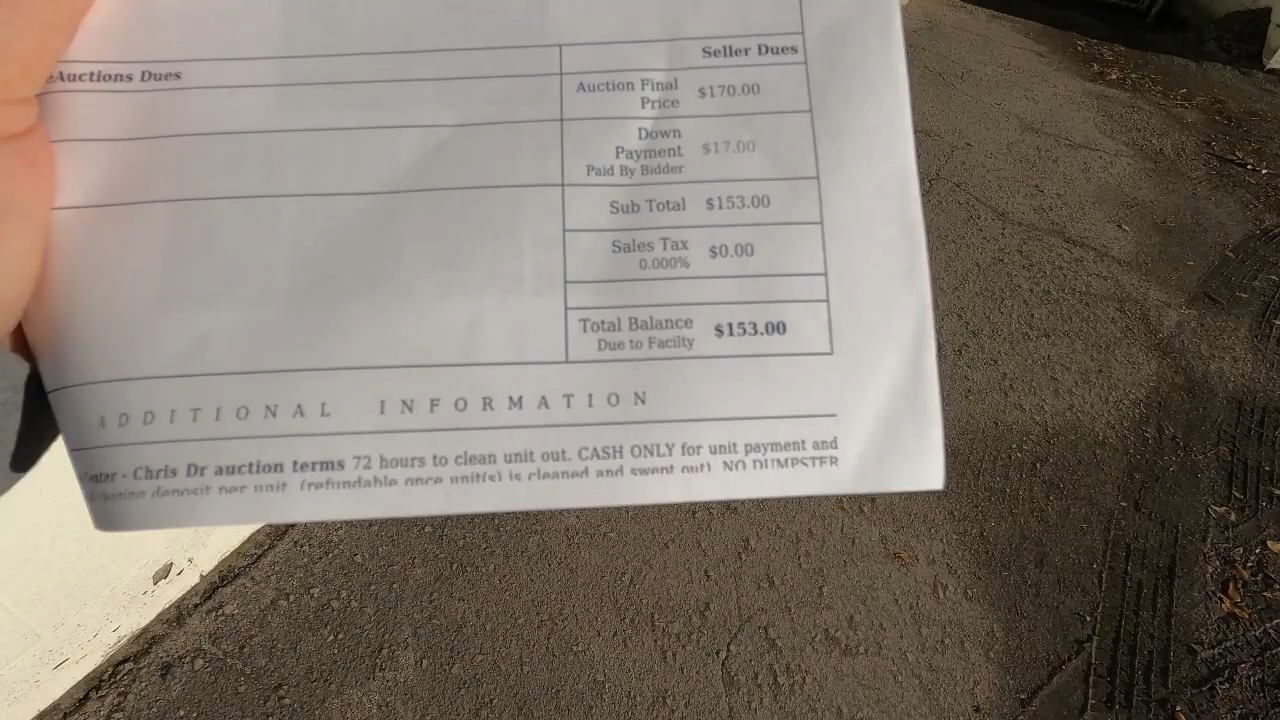 Seller Dues
Auctions Dues
Auction Final
Price
$170.00
Down
Payment
Paid By Bidder
$17.00
Sub Total $153.00
Sales Tax
0.000%
$0.00
Total Balance
Due to Facilty
$153.00
ADDITIONAL INFORMATION
- Chris Dr auction terms 72 hours to clean unit out. CASH ONLY for unit payment and
deposit per unit (refundable once unit(s) is cleaned and swept out). NO DUMPSTER